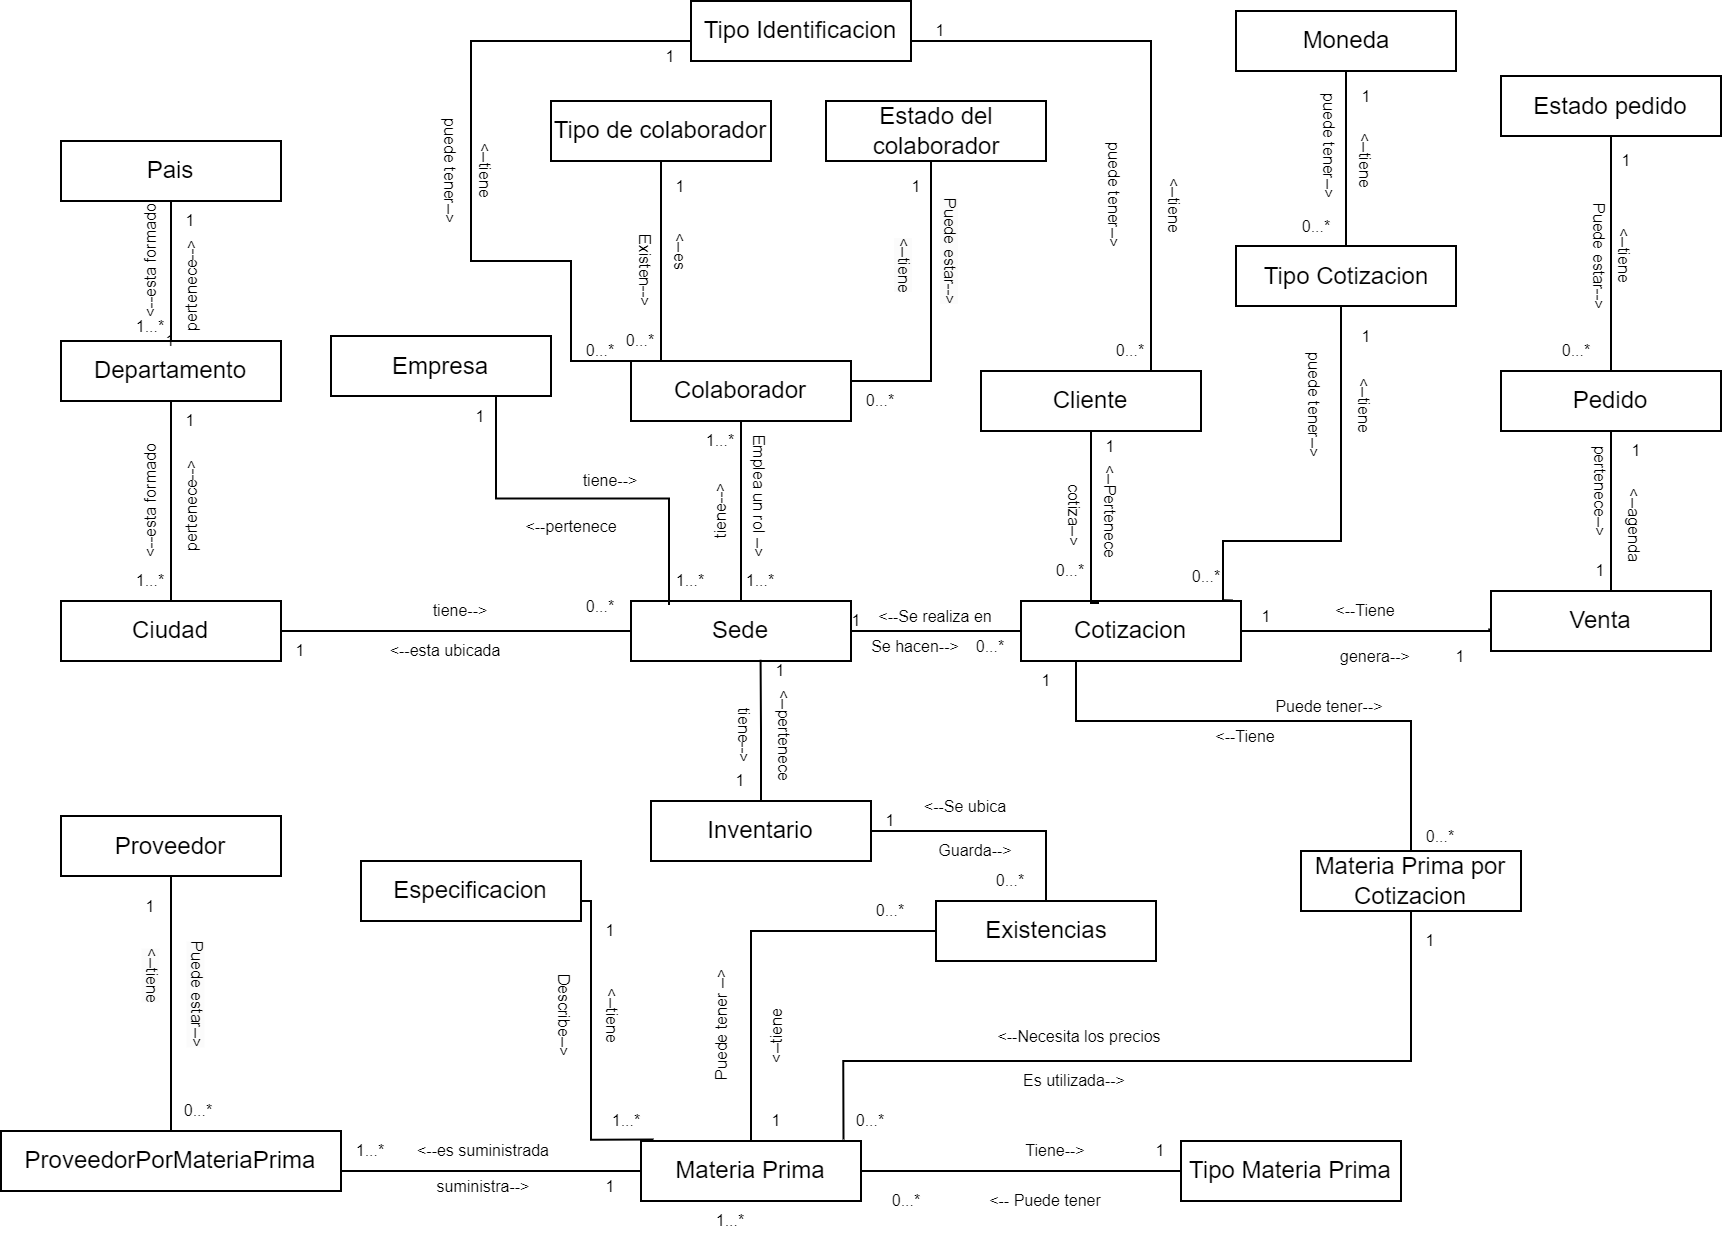 Tipo Identificacion
1
1
Moneda
Estado pedido
puede tener-->
<--tiene
Tipo de colaborador
Estado del
colaborador
puede tener-->
<--tiene
puede tener-->
1
<--tiene
1
Pais
1
1
<-->esta formado
1
pertenece<--
Existen-->
<--es
<--tiene
Puede estar-->
0...*
Puede estar-->
<--tiene
Tipo Cotizacion
1...*
1
0...*
0...*
0...*
1
0...*
Departamento
Empresa
Colaborador
0...*
Cliente
puede tener-->
<--tiene
Pedido
1
1
1...*
1
1
<-->esta formado
pertenece<--
tiene-->
<--pertenece
tiene-->
Emplea un rol -->
cotiza-->
<--Pertenece
pertenece-->
<--agenda
1...*
1...*
1...*
0...*
0...*
1
Ciudad
tiene-->
0...*
<--esta ubicada
1
Sede
1
<--Se realiza en
Se hacen-->
0...*
Cotizacion
1
<--Tiene
genera-->
1
Venta
1
tiene-->
<--pertenece
1
1
Puede tener-->
<--Tiene
Inventario
1
<--Se ubica
Guarda-->
0...*
0...*
Materia Prima por
Cotizacion
1
Proveedor
1
<--tiene
Puede estar-->
0...*
Especificacion
1
Describe-->
<--tiene
1...*
0...*
Existencias
Puede tener -->
<-->tiene
1
<--Necesita los precios
Es utilizada-->
0...*
ProveedorPorMateriaPrima
1...*
<--es suministrada
suministra-->
1
Materia Prima
1...*
Tiene-->
1
0...*
<-- Puede tener
Tipo Materia Prima